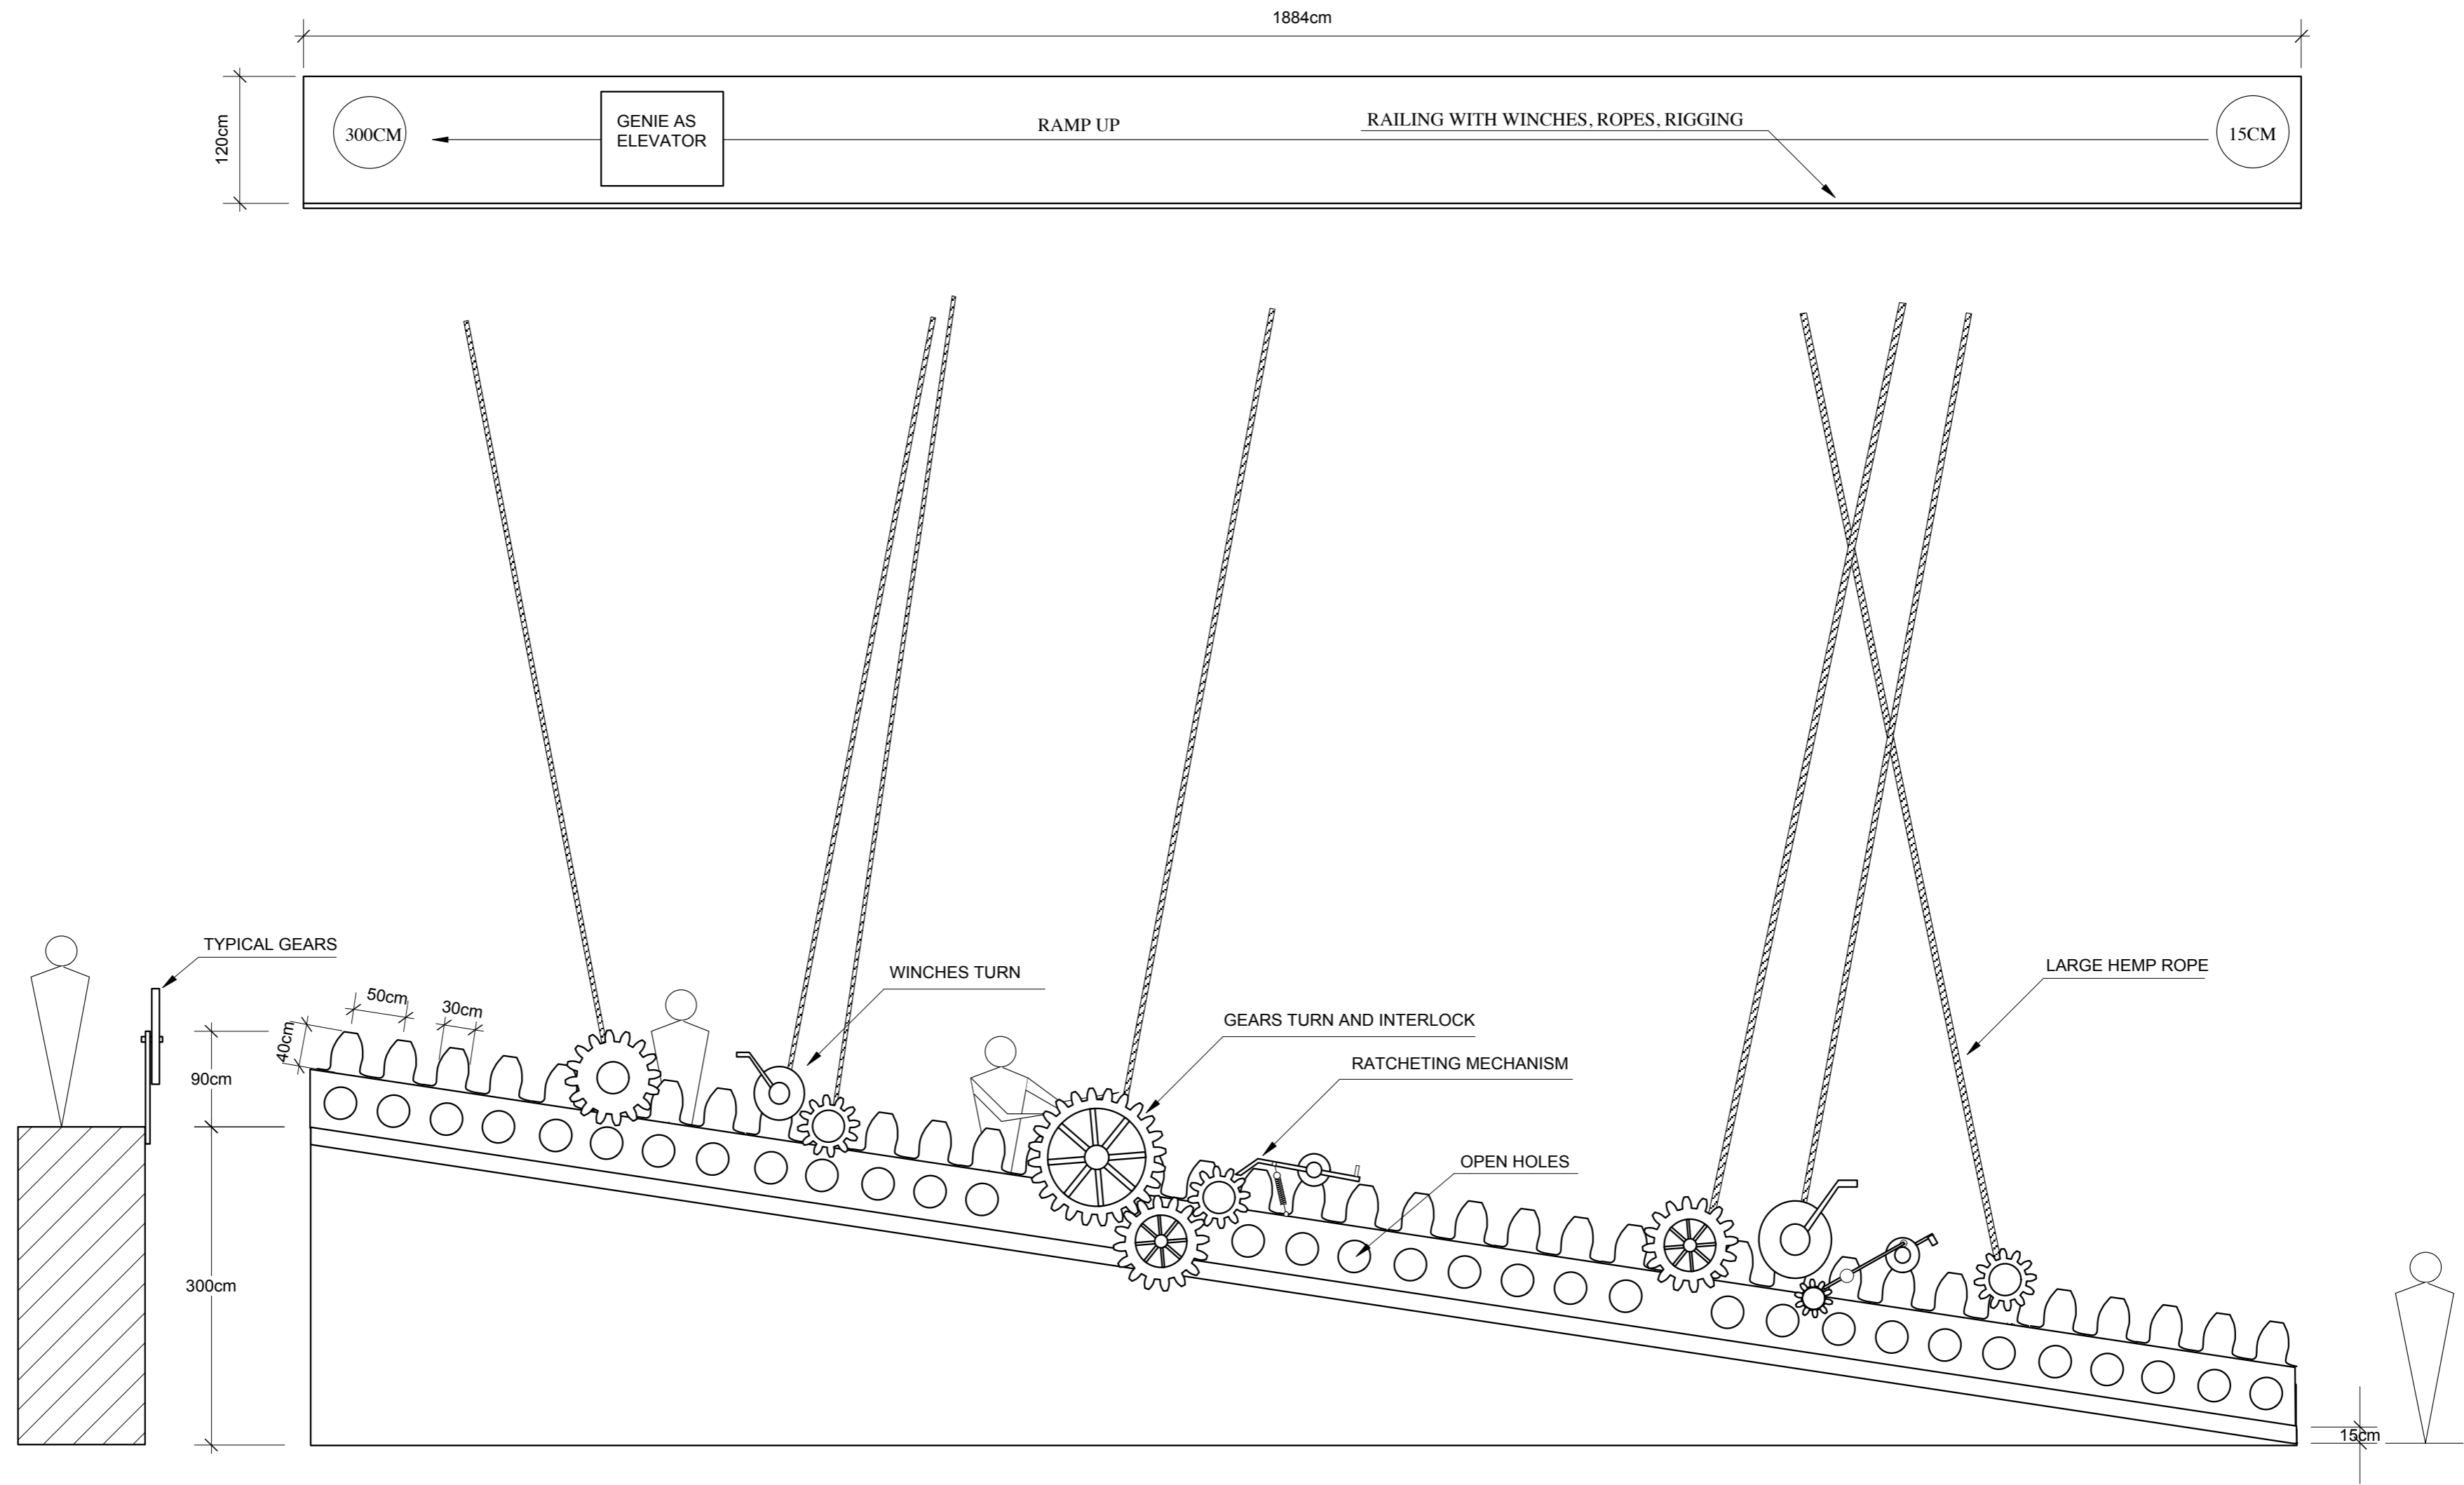 1884cm
120cm
300CM
GENIE AS
ELEVATOR
RAMP UP
RAILING WITH WINCHES, ROPES, RIGGING
15CM
TYPICAL GEARS
WINCHES TURN
LARGE HEMP ROPE
50cm
30cm
40cm
GEARS TURN AND INTERLOCK
RATCHETING MECHANISM
90cm
OPEN HOLES
300cm
15cm